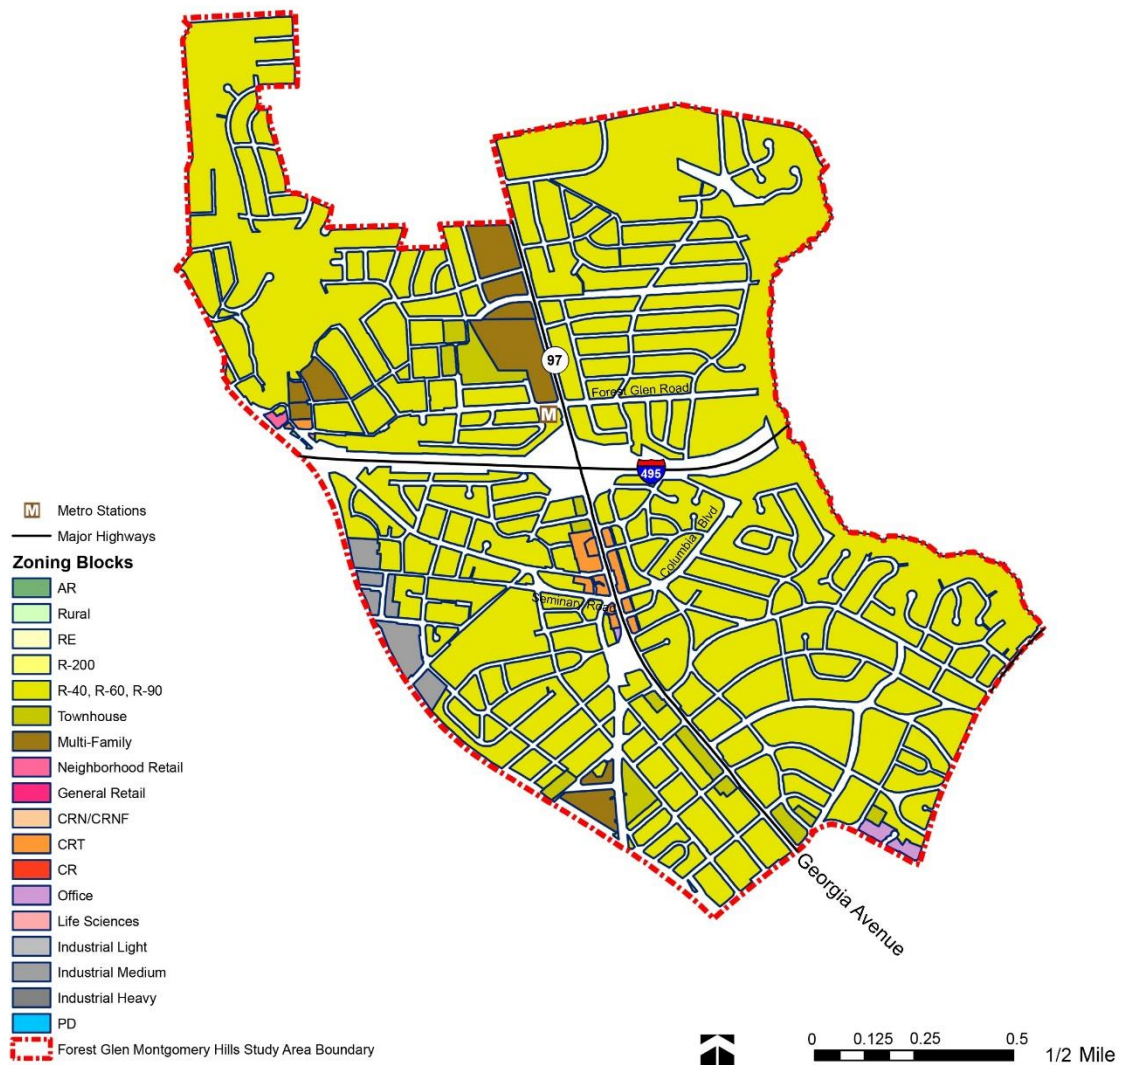 97
Forest Glen Road
M
495
Columbia Blvd
Seminary Road
Georgia Avenue
M Metro Stations
Major Highways
Zoning Blocks
AR
Rural
RE
R-200
R-40, R-60, R-90
Townhouse
Multi-Family
Neighborhood Retail
General Retail
CRN/CRNF
CRT
CR
Office
Life Sciences
Industrial Light
Industrial Medium
Industrial Heavy
PD
Forest Glen Montgomery Hills Study Area Boundary
0 0.125 0.25 0.5
1/2 Mile